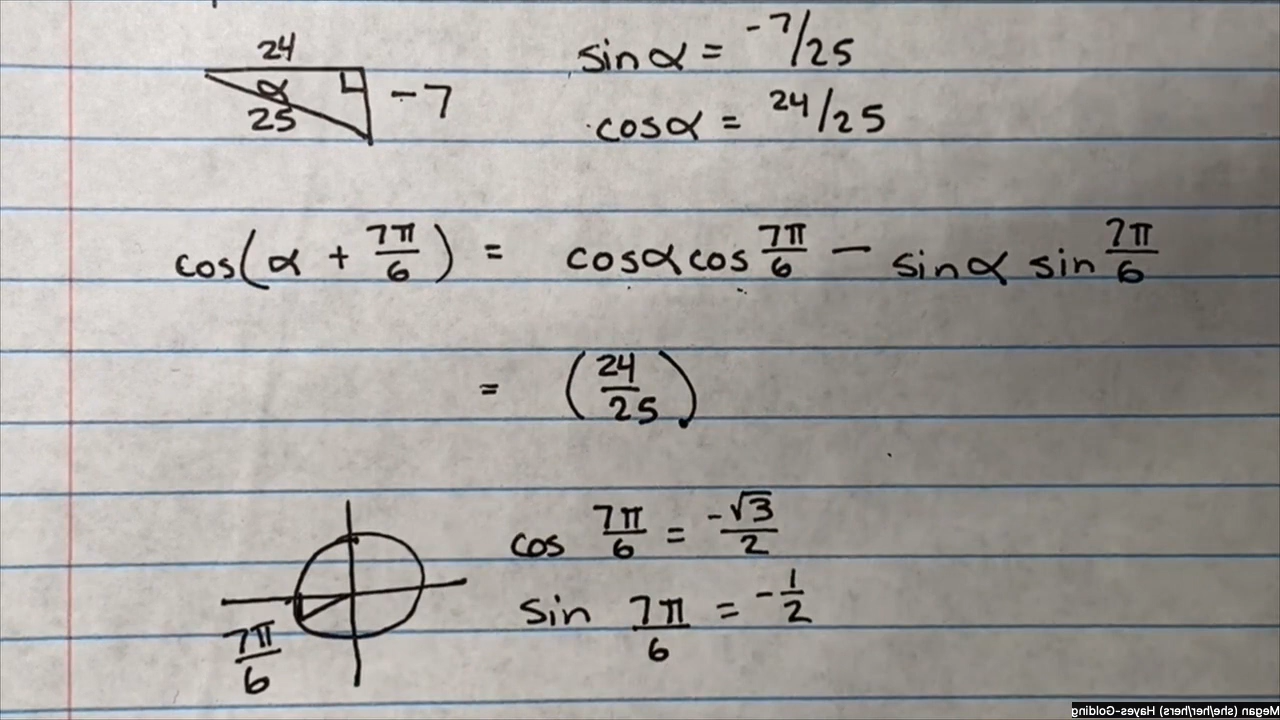 24
α
25
-7
sin α = -7/25
cos α = 24/25
cos(α + 7π/6) = cos α cos 7π/6 - sin α sin 7π/6
= (24/25)
7π/6
cos 7π/6 = -√3/2
sin 7π/6 = -1/2
Megan (she/her/hers) Hayes-Golding